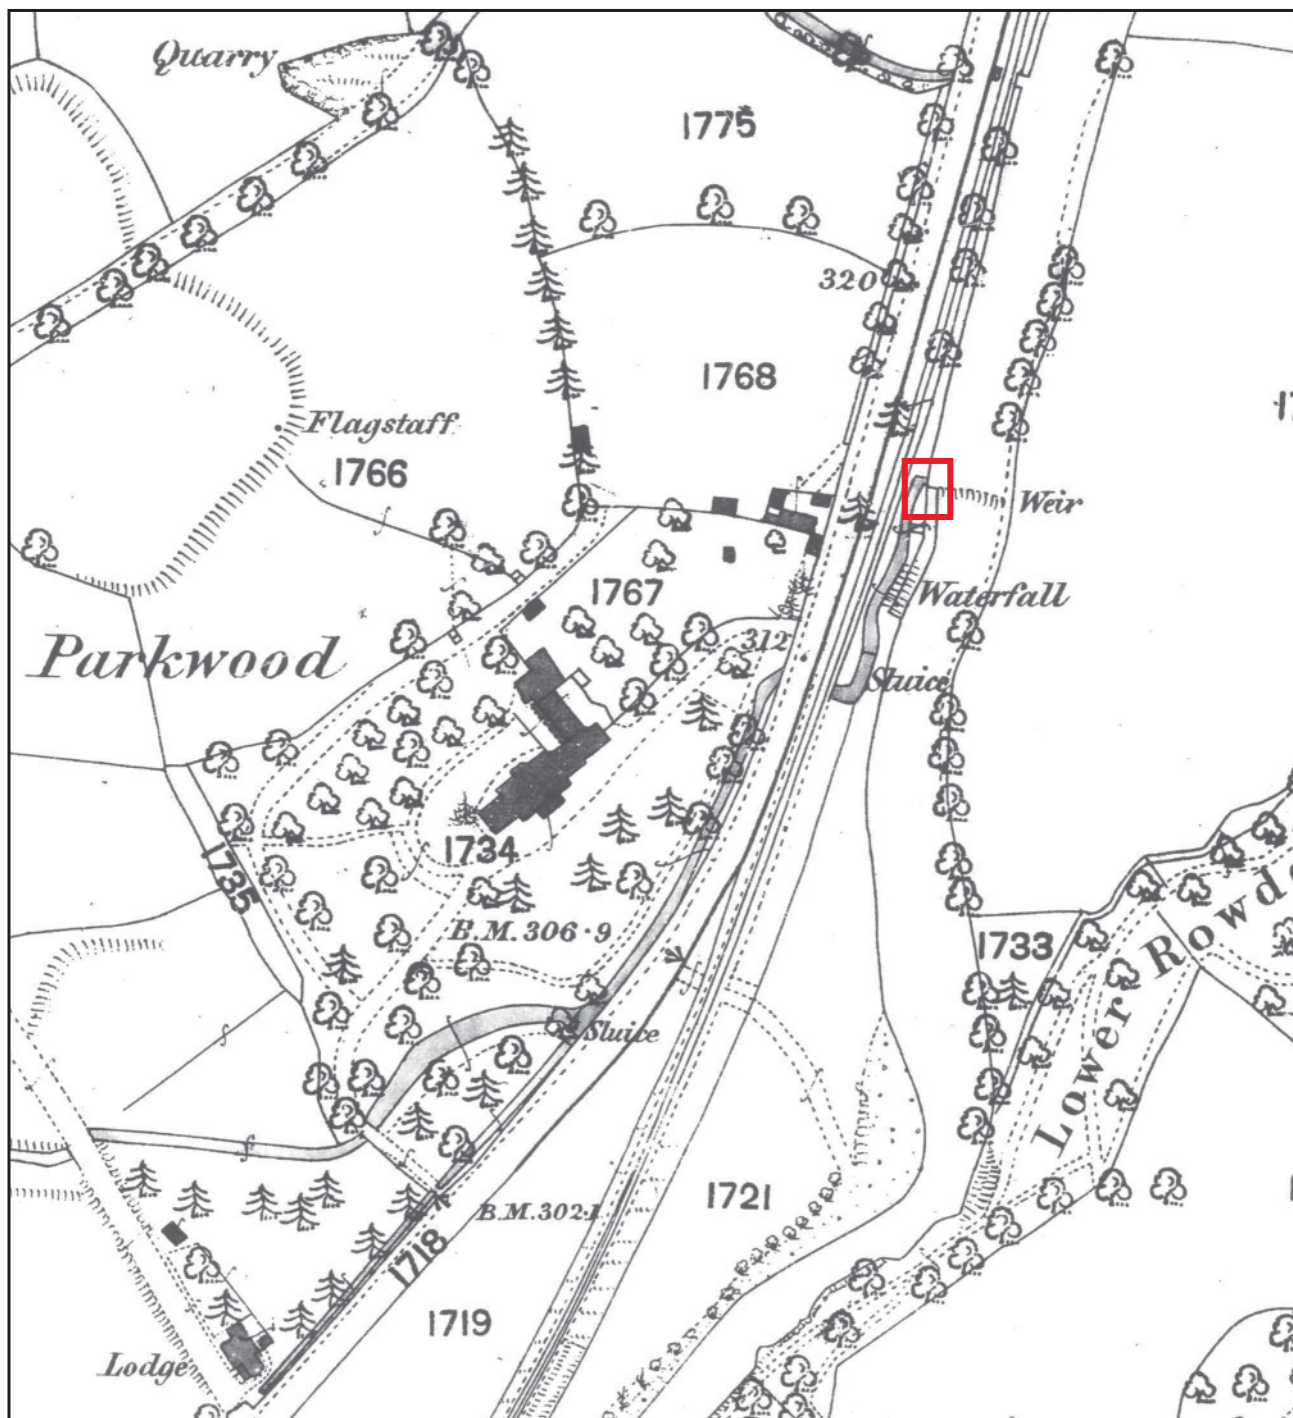 Quarry
1775
320
1768
Flagstaff
1766
Weir
1767
Waterfall
Parkwood
312
Sluice
1734
1735
B.M. 306·9
1733
Lower Rowd
Sluice
1721
B.M. 302·1
1718
1719
Lodge